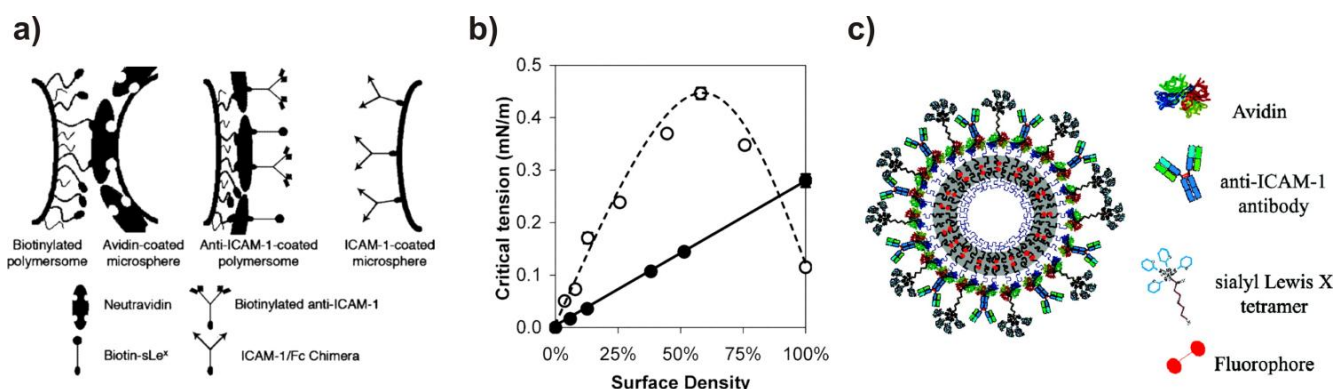 a)
b)
c)
Biotinylated polymersome
Avidin-coated microsphere
Anti-ICAM-1-coated polymersome
ICAM-1-coated microsphere
Neutravidin
Biotinylated anti-ICAM-1
Biotin-sLeˣ
ICAM-1/Fc Chimera
Critical tension (mN/m)
0.5
0.4
0.3
0.2
0.1
0.0
0% 25% 50% 75% 100%
Surface Density
Avidin
anti-ICAM-1
antibody
sialyl Lewis X
tetramer
Fluorophore